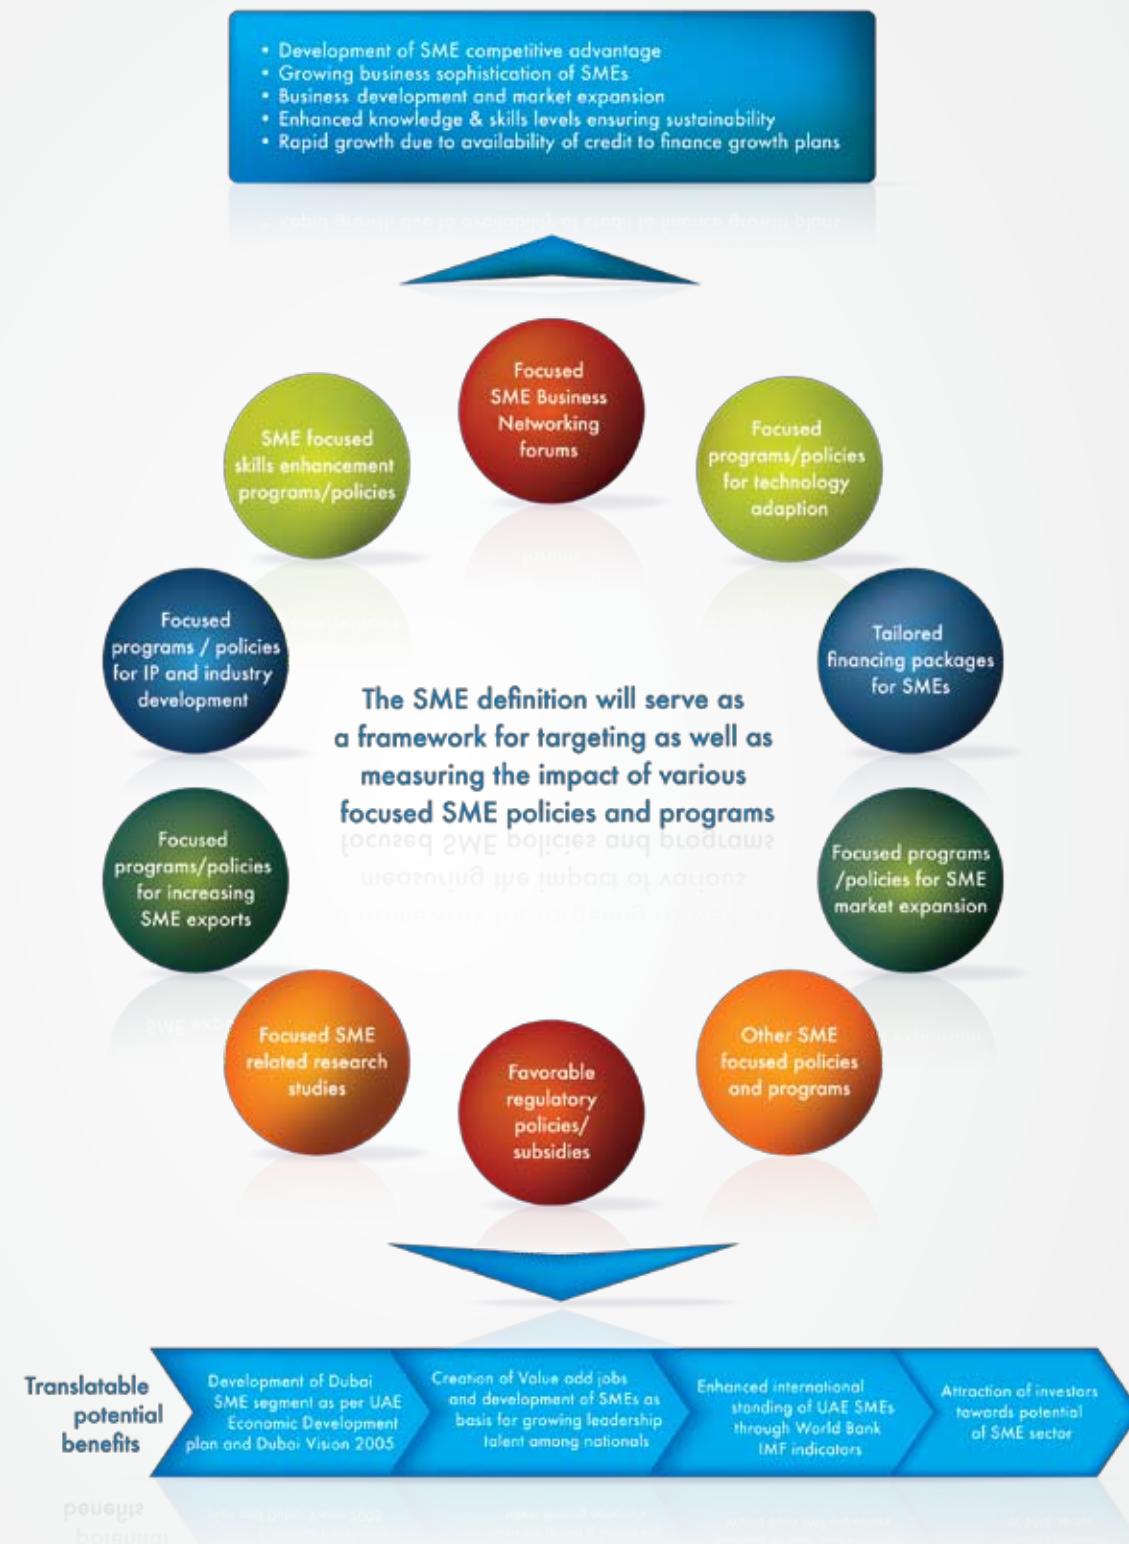 • Development of SME competitive advantage
• Growing business sophistication of SMEs
• Business development and market expansion
• Enhanced knowledge & skills levels ensuring sustainability
• Rapid growth due to availability of credit to finance growth plans
Focused
SME Business
Networking
forums
SME focused
skills enhancement
programs/policies
Focused
programs/policies
for technology
adaption
Focused
programs / policies
for IP and industry
development
Tailored
financing packages
for SMEs
The SME definition will serve as
a framework for targeting as well as
measuring the impact of various
focused SME policies and programs
Focused
programs/policies
for increasing
SME exports
Focused programs
/policies for SME
market expansion
Focused SME
related research
studies
Favorable
regulatory
policies/
subsidies
Other SME
focused policies
and programs
Translatable
potential
benefits
Development of Dubai
SME segment as per UAE
Economic Development
plan and Dubai Vision 2005
Creation of Value add jobs
and development of SMEs as
basis for growing leadership
talent among nationals
Enhanced international
standing of UAE SMEs
through World Bank
IMF indicators
Attraction of investors
towards potential
of SME sector